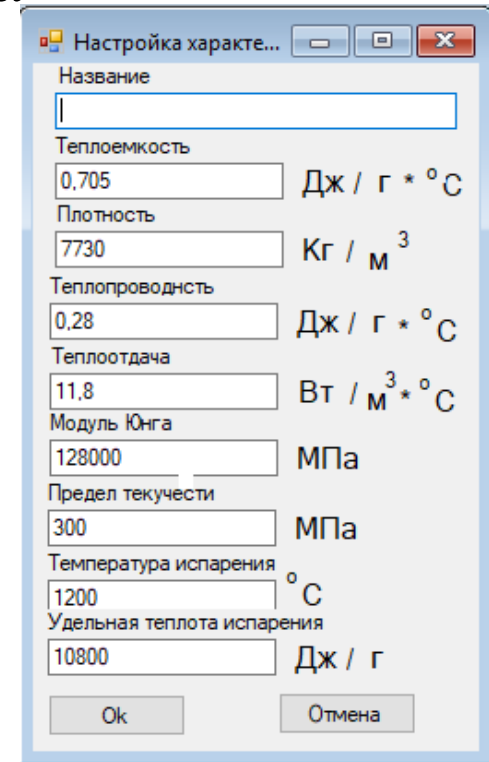 Настройка характе...
Название
Теплоемкость
0,705 Дж / г * °С
Плотность
7730 Кг / м³
Теплопроводнсть
0,28 Дж / г * °С
Теплоотдача
11,8 Вт / м³* °С
Модуль Юнга
128000 МПа
Предел текучести
300 МПа
Температура испарения
1200 °С
Удельная теплота испарения
10800 Дж / г
Ok Отмена